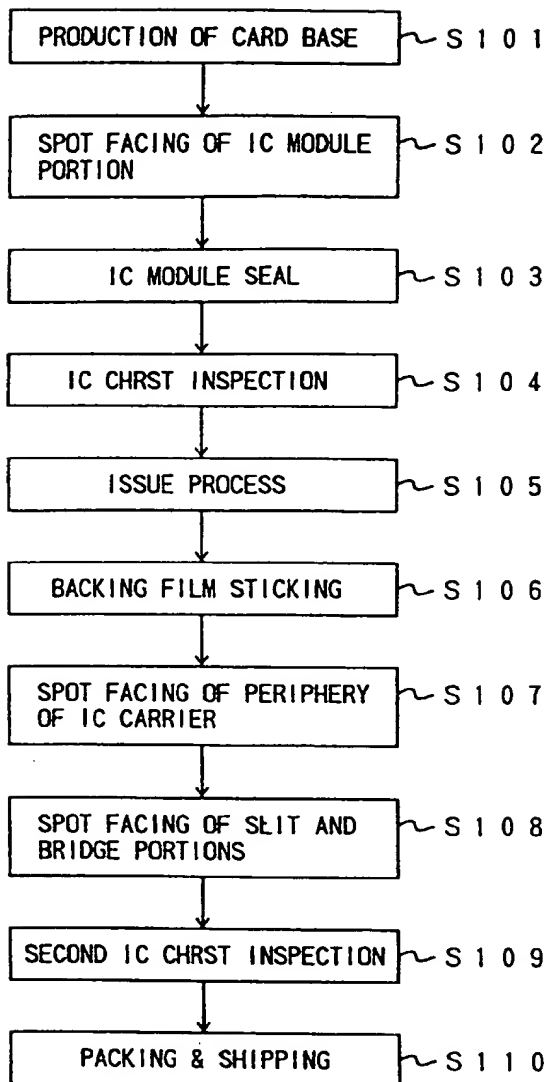 PRODUCTION OF CARD BASE
S101
SPOT FACING OF IC MODULE
PORTION
S102
IC MODULE SEAL
S103
IC CHRST INSPECTION
S104
ISSUE PROCESS
S105
BACKING FILM STICKING
S106
SPOT FACING OF PERIPHERY
OF IC CARRIER
S107
SPOT FACING OF SLIT AND
BRIDGE PORTIONS
S108
SECOND IC CHRST INSPECTION
S109
PACKING & SHIPPING
S110